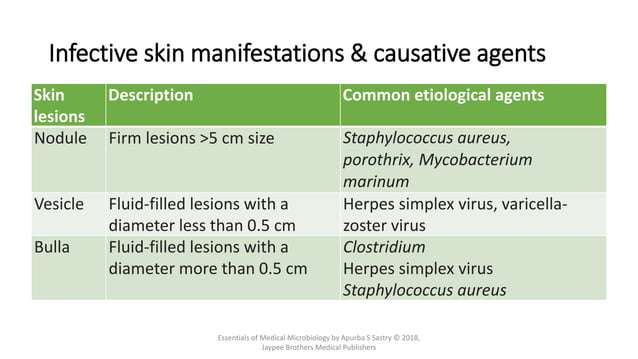 Infective skin manifestations & causative agents
Skin lesions
Description
Common etiological agents
Nodule
Firm lesions >5 cm size
Staphylococcus aureus,
porothrix, Mycobacterium
marinum
Vesicle
Fluid-filled lesions with a
diameter less than 0.5 cm
Herpes simplex virus, varicella-
zoster virus
Bulla
Fluid-filled lesions with a
diameter more than 0.5 cm
Clostridium
Herpes simplex virus
Staphylococcus aureus
Essentials of Medical Microbiology by Apurba S Sastry © 2018,
Jaypee Brothers Medical Publishers